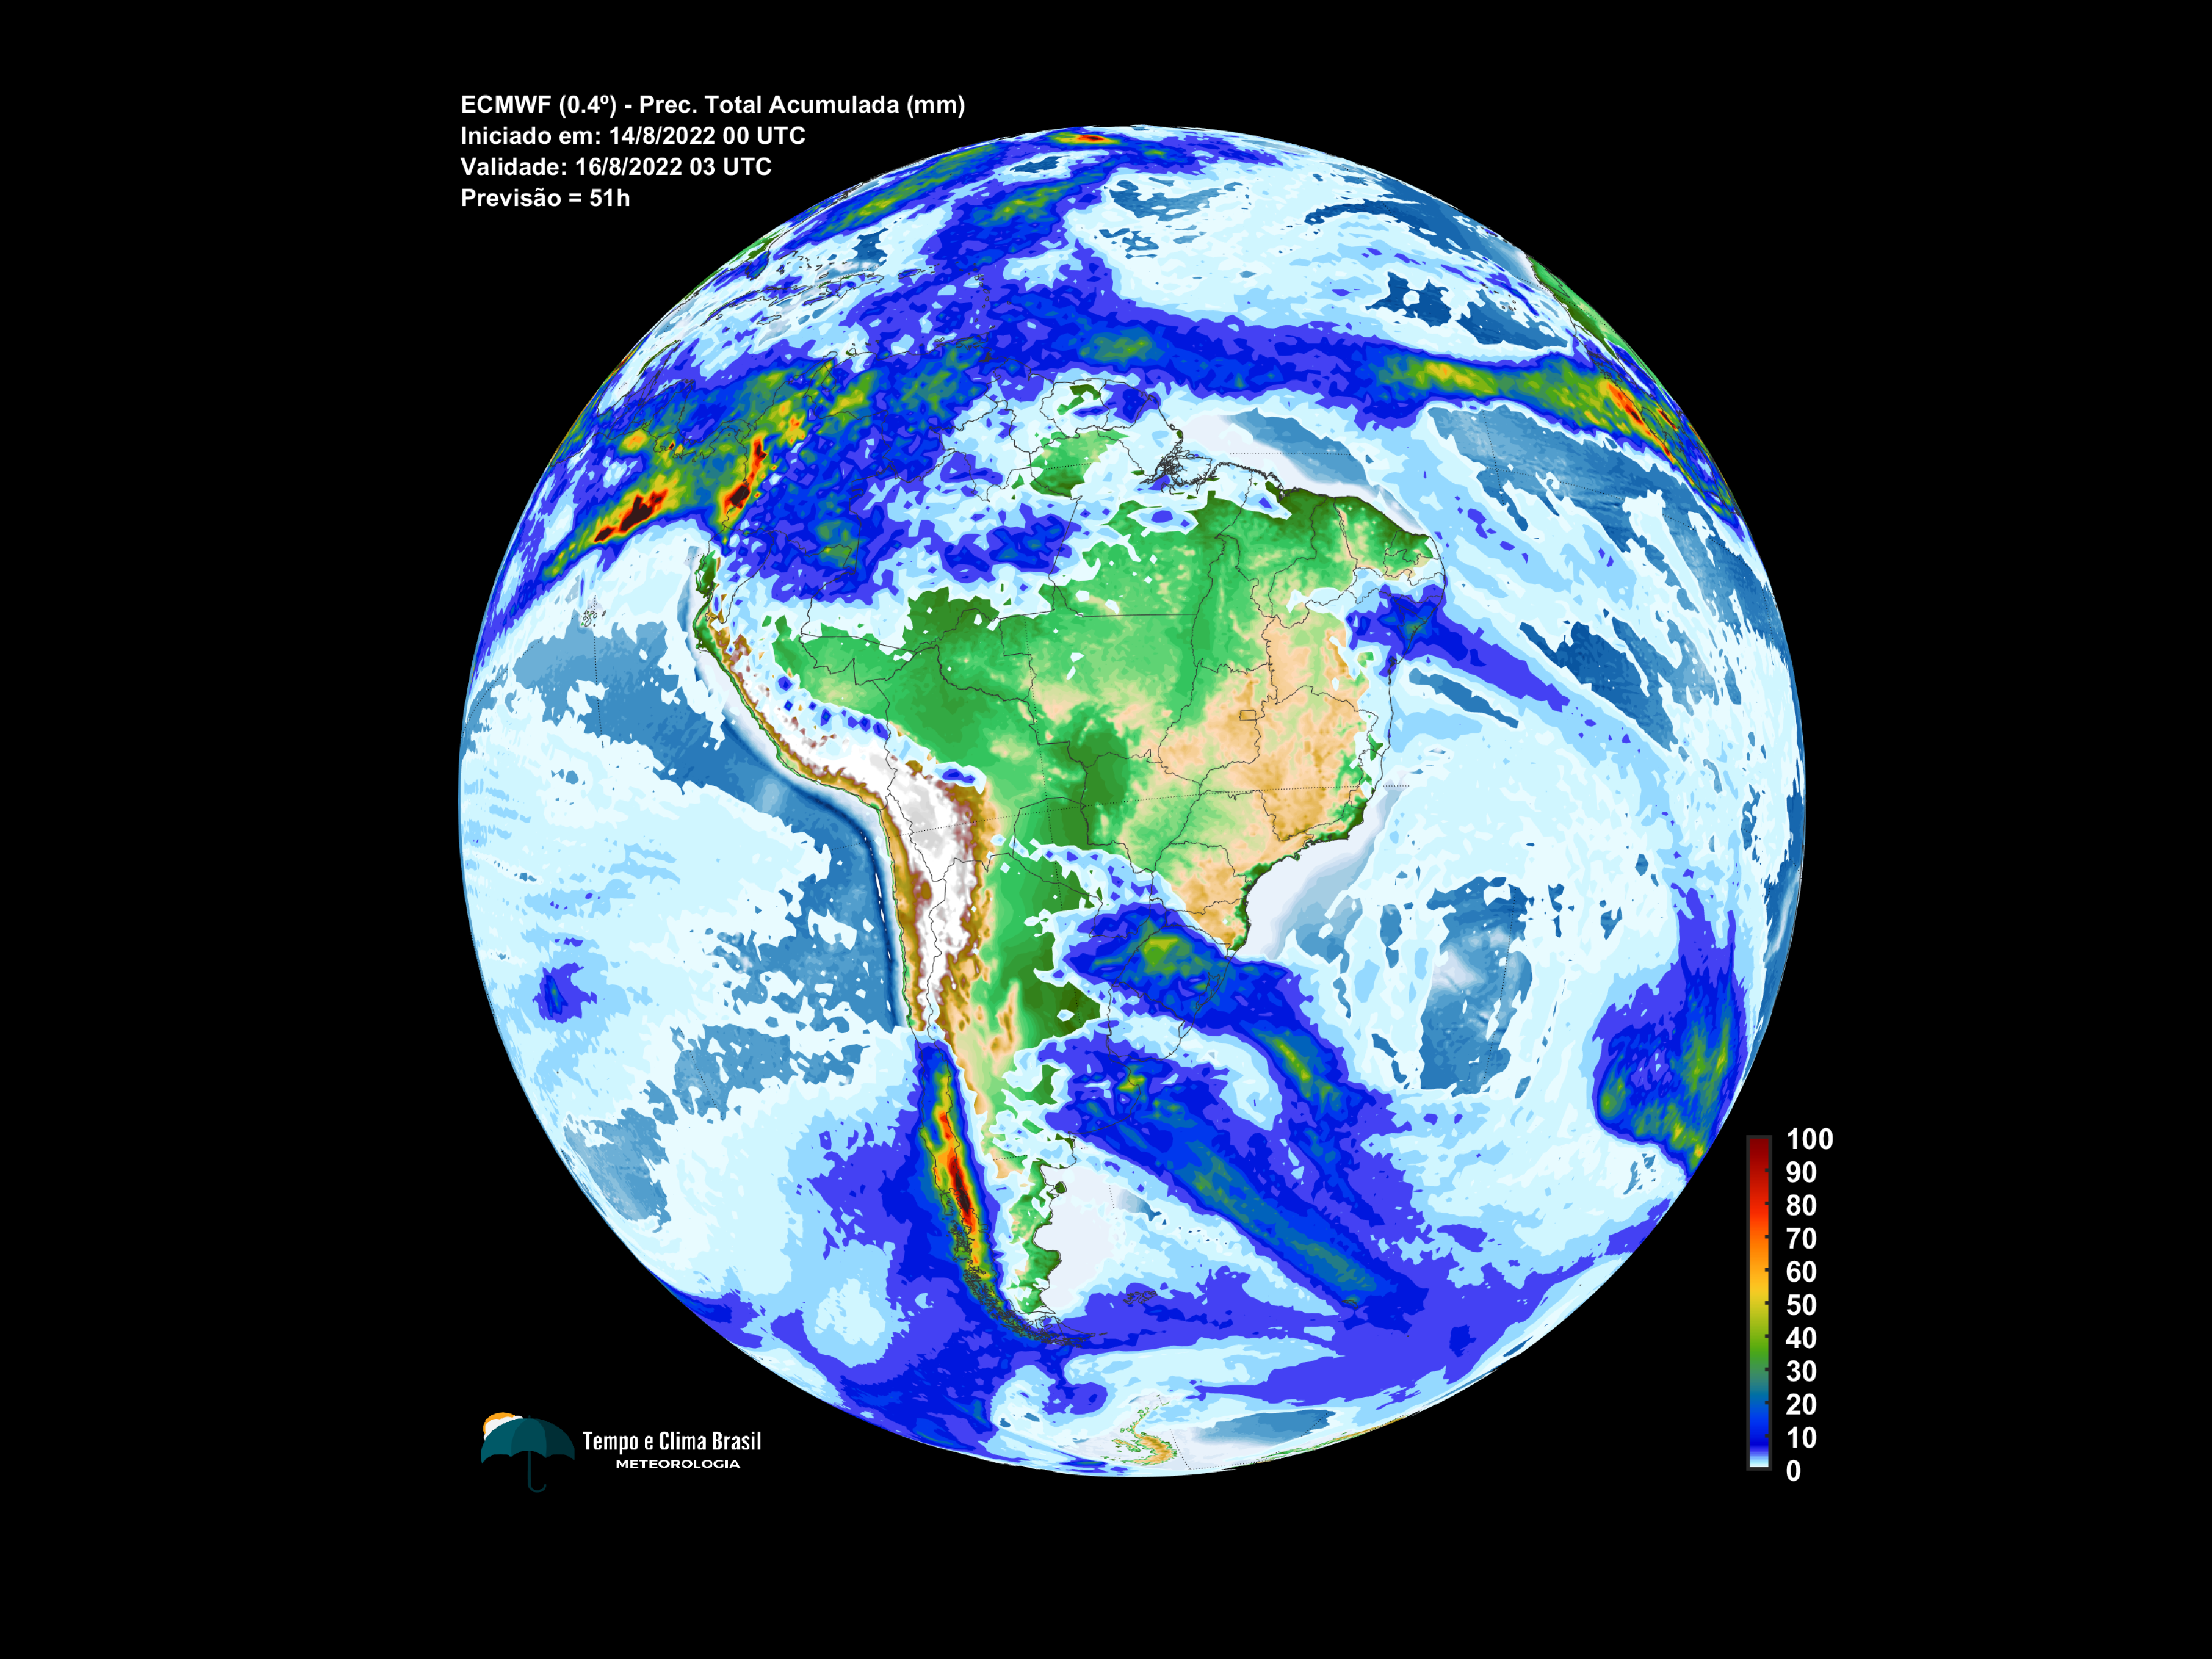 ECMWF (0.4º) - Prec. Total Acumulada (mm)
Iniciado em: 14/8/2022 00 UTC
Validade: 16/8/2022 03 UTC
Previsão = 51h
100
90
80
70
60
50
40
30
20
10
0
Tempo e Clima Brasil
METEOROLOGIA